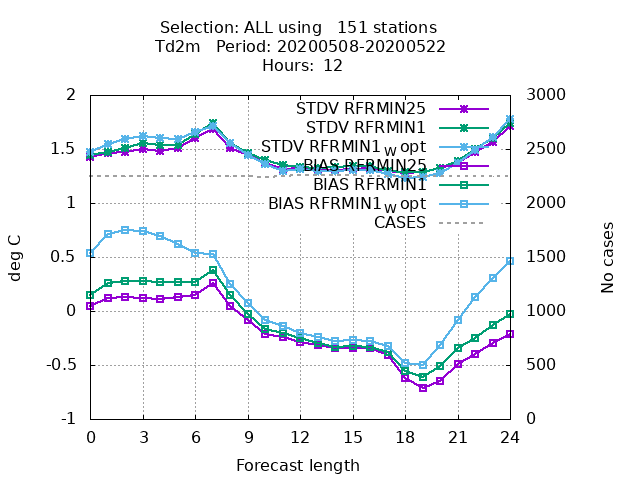 Selection: ALL using   151 stations
Td2m   Period: 20200508-20200522
Hours:  12
2
1.5
1
0.5
0
-0.5
-1
3000
2500
2000
1500
1000
500
0
0 3 6 9 12 15 18 21 24
deg C
No cases
Forecast length
STDV RFRMIN25
STDV RFRMIN1
STDV RFRMIN1w opt
BIAS RFRMIN25
BIAS RFRMIN1
BIAS RFRMIN1w opt
CASES